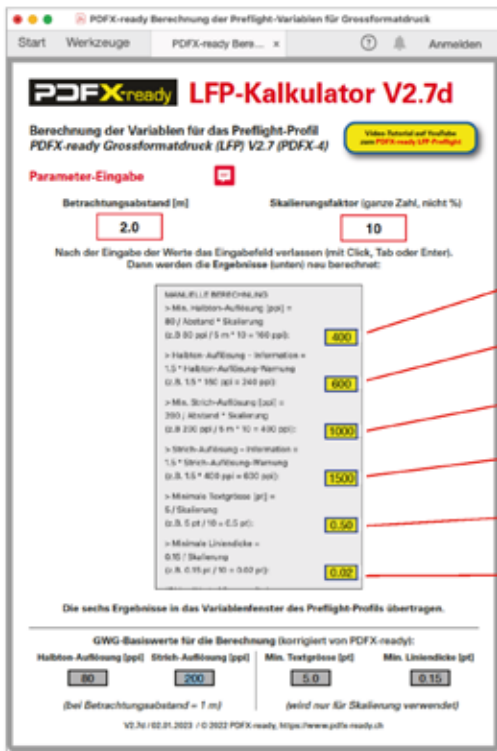 PDFX-ready Berechnung der Preflight-Variablen für Grossformatdruck
Start Werkzeuge PDFX-ready Bere... × Anmelden
PDFX-ready LFP-Kalkulator V2.7d
Berechnung der Variablen für das Preflight-Profil
PDFX-ready Grossformatdruck (LFP) V2.7 (PDFX-4)
Video-Tutorial auf YouTube
zum PDFX-ready LFP-Preflight
Parameter-Eingabe
Betrachtungsabstand [m] Skalierungsfaktor (ganze Zahl, nicht %)
2.0 10
Nach der Eingabe der Werte das Eingabefeld verlassen (mit Click, Tab oder Enter).
Dann werden die Ergebnisse (unten) neu berechnet:
MANUELLE BERECHNUNG
> Min. Halbton-Auflösung [ppi] =
80 / Abstand * Skalierung
(z.B 80 ppi / 5 m * 10 = 160 ppi): 400
> Halbton-Auflösung – Information =
1.5 * Halbton-Auflösung-Warnung
(z.B. 1.5 * 160 ppi = 240 ppi): 600
> Min. Strich-Auflösung [ppi] =
200 / Abstand * Skalierung
(z.B 200 ppi / 5 m * 10 = 400 ppi): 1000
> Strich-Auflösung – Information =
1.5 * Strich-Auflösung-Warnung
(z.B. 1.5 * 400 ppi = 600 ppi): 1500
> Minimale Textgrösse [pt] =
5 / Skalierung
(z.B. 5 pt / 10 = 0.5 pt): 0.50
> Minimale Liniendicke =
0.15 / Skalierung
(z.B. 0.15 pt / 10 = 0.02 pt): 0.02
Die sechs Ergebnisse in das Variablenfenster des Preflight-Profils übertragen.
GWG-Basiswerte für die Berechnung (korrigiert von PDFX-ready):
Halbton-Auflösung [ppi] Strich-Auflösung [ppi] Min. Textgrösse [pt] Min. Liniendicke [pt]
80 200 5.0 0.15
(bei Betrachtungsabstand = 1 m) (wird nur für Skalierung verwendet)
V2.7d / 02.01.2023 / © 2022 PDFX-ready, https://www.pdfx-ready.ch